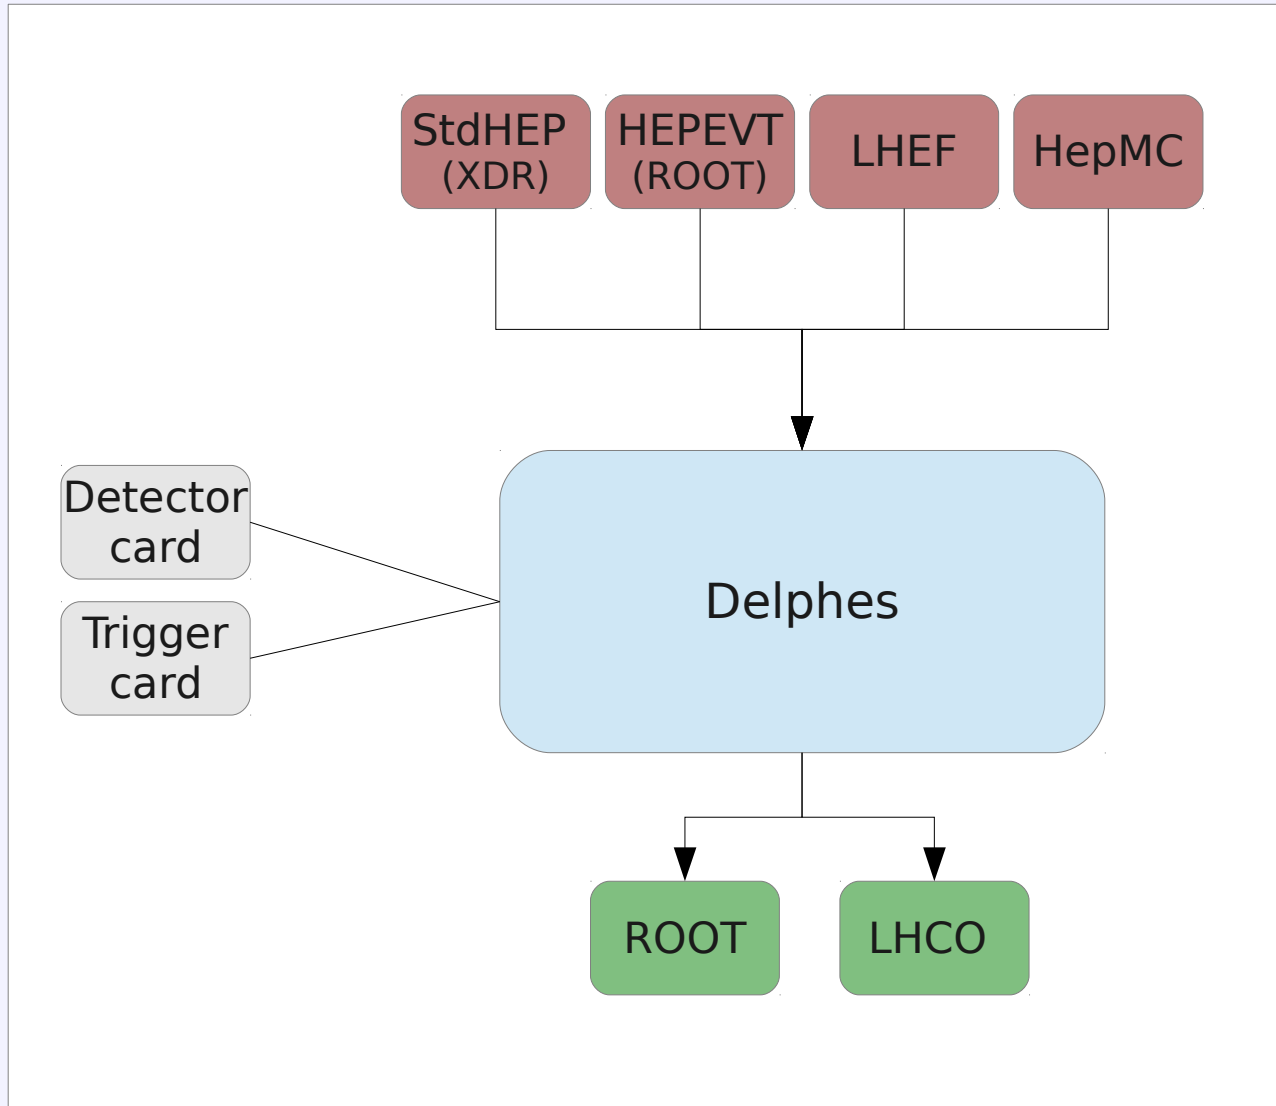 StdHEP
(XDR)
HEPEVT
(ROOT)
LHEF
HepMC
Detector
card
Trigger
card
Delphes
ROOT
LHCO